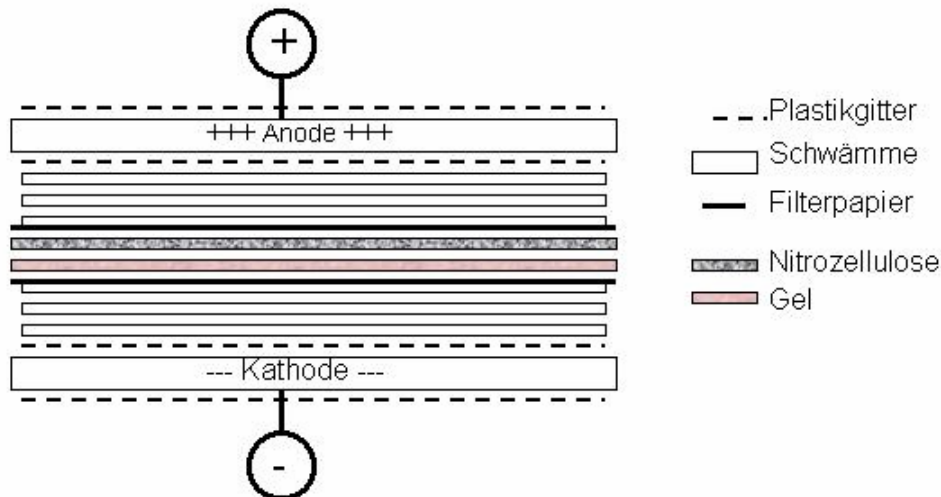 +
+++ Anode +++
Plastikgitter
Schwämme
Filterpapier
Nitrozellulose
Gel
--- Kathode ---
-